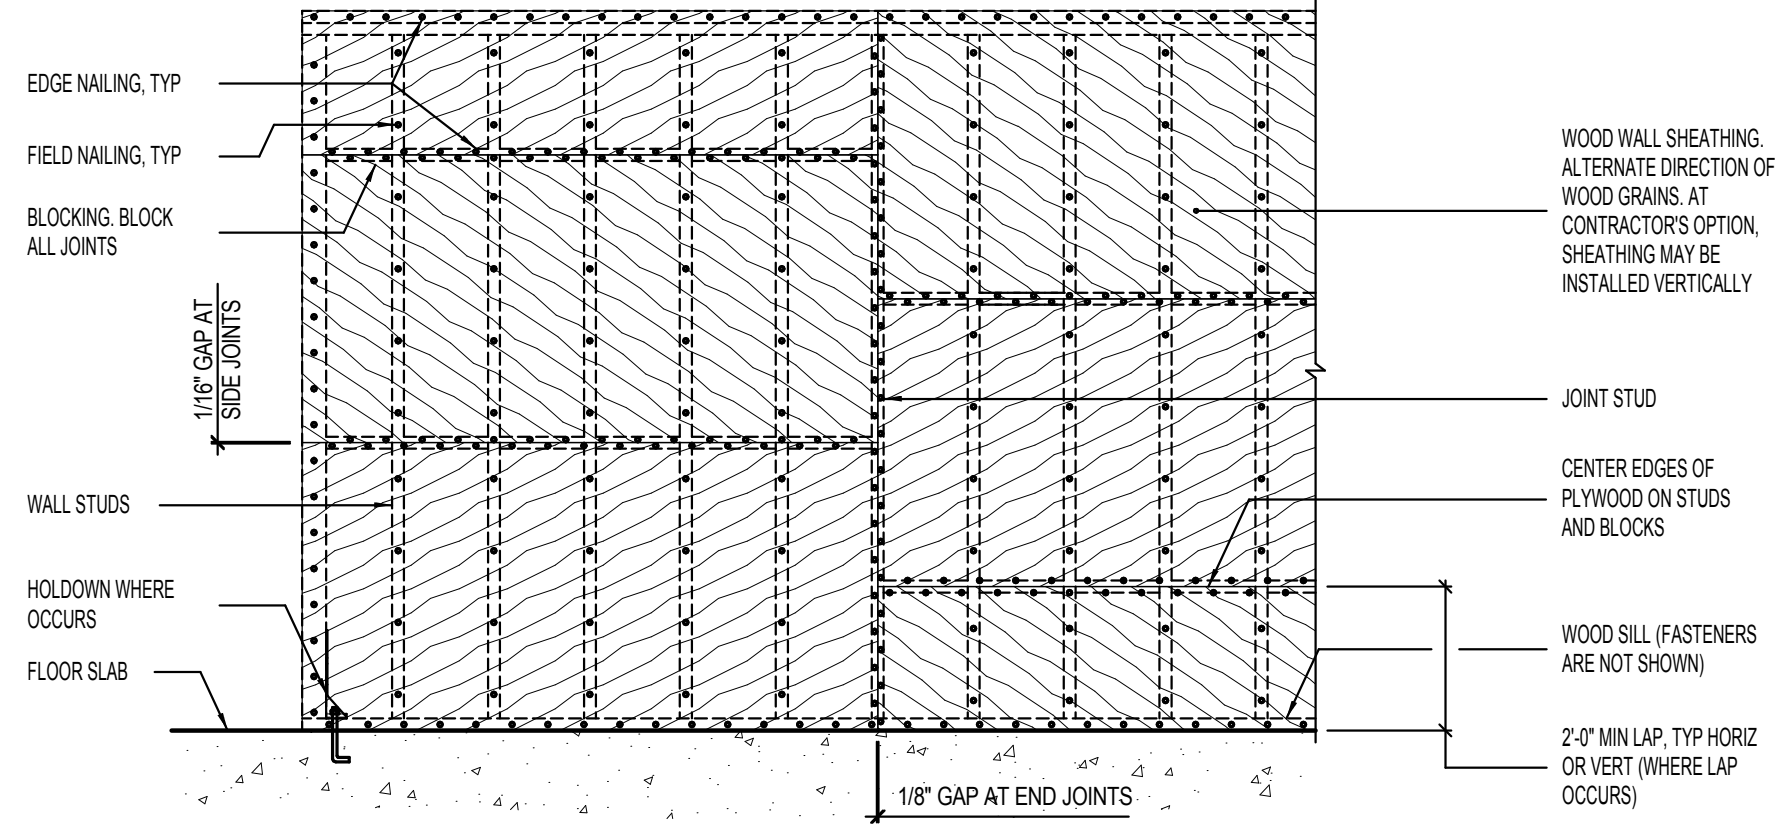 EDGE NAILING, TYP
FIELD NAILING, TYP
BLOCKING. BLOCK
ALL JOINTS
1/16" GAP AT
SIDE JOINTS
WALL STUDS
HOLDOWN WHERE
OCCURS
FLOOR SLAB
1/8" GAP AT END JOINTS
WOOD WALL SHEATHING.
ALTERNATE DIRECTION OF
WOOD GRAINS. AT
CONTRACTOR'S OPTION,
SHEATHING MAY BE
INSTALLED VERTICALLY
JOINT STUD
CENTER EDGES OF
PLYWOOD ON STUDS
AND BLOCKS
WOOD SILL (FASTENERS
ARE NOT SHOWN)
2'-0" MIN LAP, TYP HORIZ
OR VERT (WHERE LAP
OCCURS)